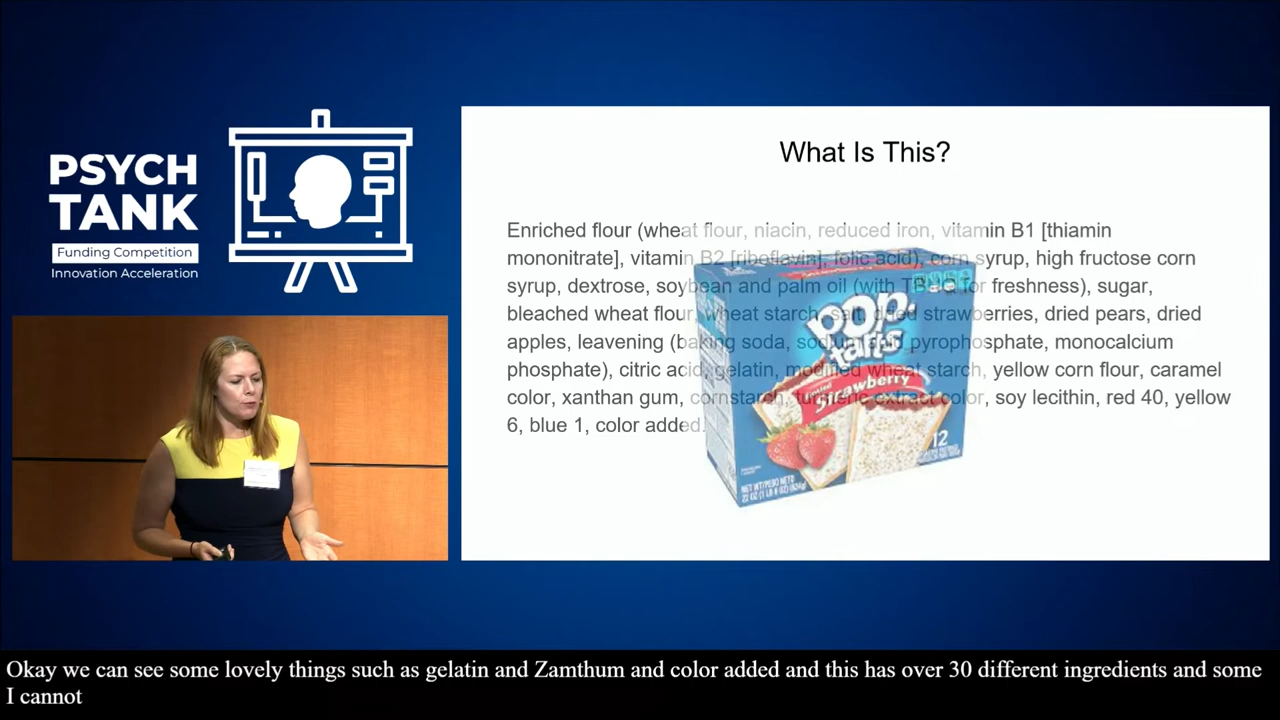 PSYCH
TANK
Funding Competition
Innovation Acceleration
What Is This?
Enriched flour (wheat flour, niacin, reduced iron, vitamin B1 [thiamin
mononitrate], vitamin B2 [riboflavin], folic acid), corn syrup, high fructose corn
syrup, dextrose, soybean and palm oil (with TBHQ for freshness), sugar,
bleached wheat flour, wheat starch, salt, dried strawberries, dried pears, dried
apples, leavening (baking soda, sodium acid pyrophosphate, monocalcium
phosphate), citric acid, gelatin, modified wheat starch, yellow corn flour, caramel
color, xanthan gum, cornstarch, turmeric extract color, soy lecithin, red 40, yellow
6, blue 1, color added.
pop.
tarts
Frosted
Strawberry
12
Okay we can see some lovely things such as gelatin and Zamthum and color added and this has over 30 different ingredients and some
I cannot